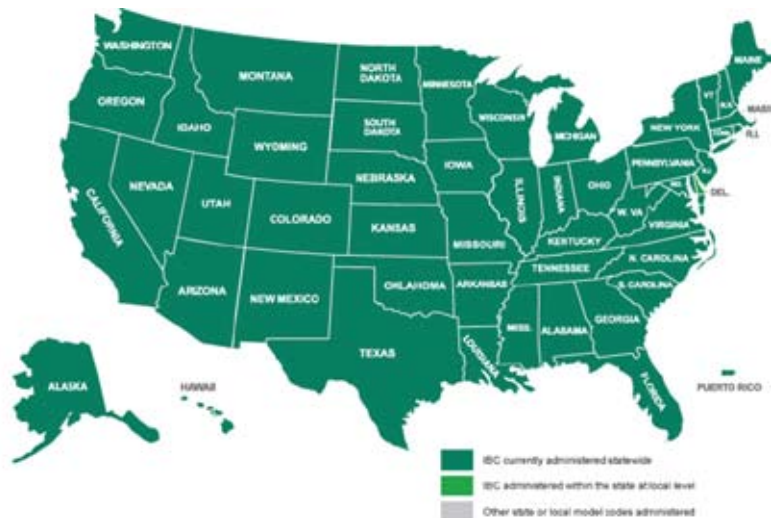 WASHINGTON
OREGON
CALIFORNIA
NEVADA
IDAHO
MONTANA
WYOMING
UTAH
ARIZONA
COLORADO
NEW MEXICO
NORTH
DAKOTA
SOUTH
DAKOTA
NEBRASKA
KANSAS
OKLAHOMA
TEXAS
MINNESOTA
IOWA
MISSOURI
ARKANSAS
LOUISIANA
WISCONSIN
ILLINOIS
MICHIGAN
INDIANA
OHIO
KENTUCKY
TENNESSEE
MISS.
ALABAMA
GEORGIA
FLORIDA
S. CAROLINA
N. CAROLINA
VIRGINIA
W. VA
PENNSYLVANIA
NEW YORK
VT
MAINE
R.I.
DEL.
ALASKA
HAWAII
PUERTO RICO
IBC currently administered statewide
IBC administered within the state at local level
Other state or local model codes administered